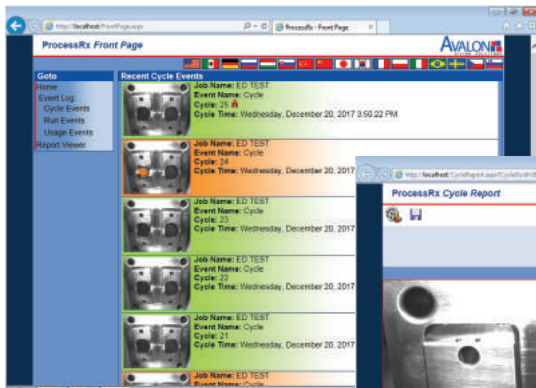 http://localhost/FrontPage.aspx
ProcessRx - Front Page
ProcessRx Front Page
AVALON
Goto
Home
Event Log:
Cycle Events
Run Events
Usage Events
Report Viewer
Recent Cycle Events
Job Name: ED TEST
Event Name: Cycle
Cycle: 25
Cycle Time: Wednesday, December 20, 2017 3:50:22 PM
Job Name: ED TEST
Event Name: Cycle
Cycle: 24
Cycle Time: Wednesday, December 20, 2017
Job Name: ED TEST
Event Name: Cycle
Cycle: 23
Cycle Time: Wednesday, December 20, 2017
Job Name: ED TEST
Event Name: Cycle
Cycle: 22
Cycle Time: Wednesday, December 20, 2017
Job Name: ED TEST
Event Name: Cycle
Cycle: 21
Cycle Time: Wednesday, December 20, 2017
Job Name: ED TEST
Event Name: Cycle
ProcessRx Cycle Report